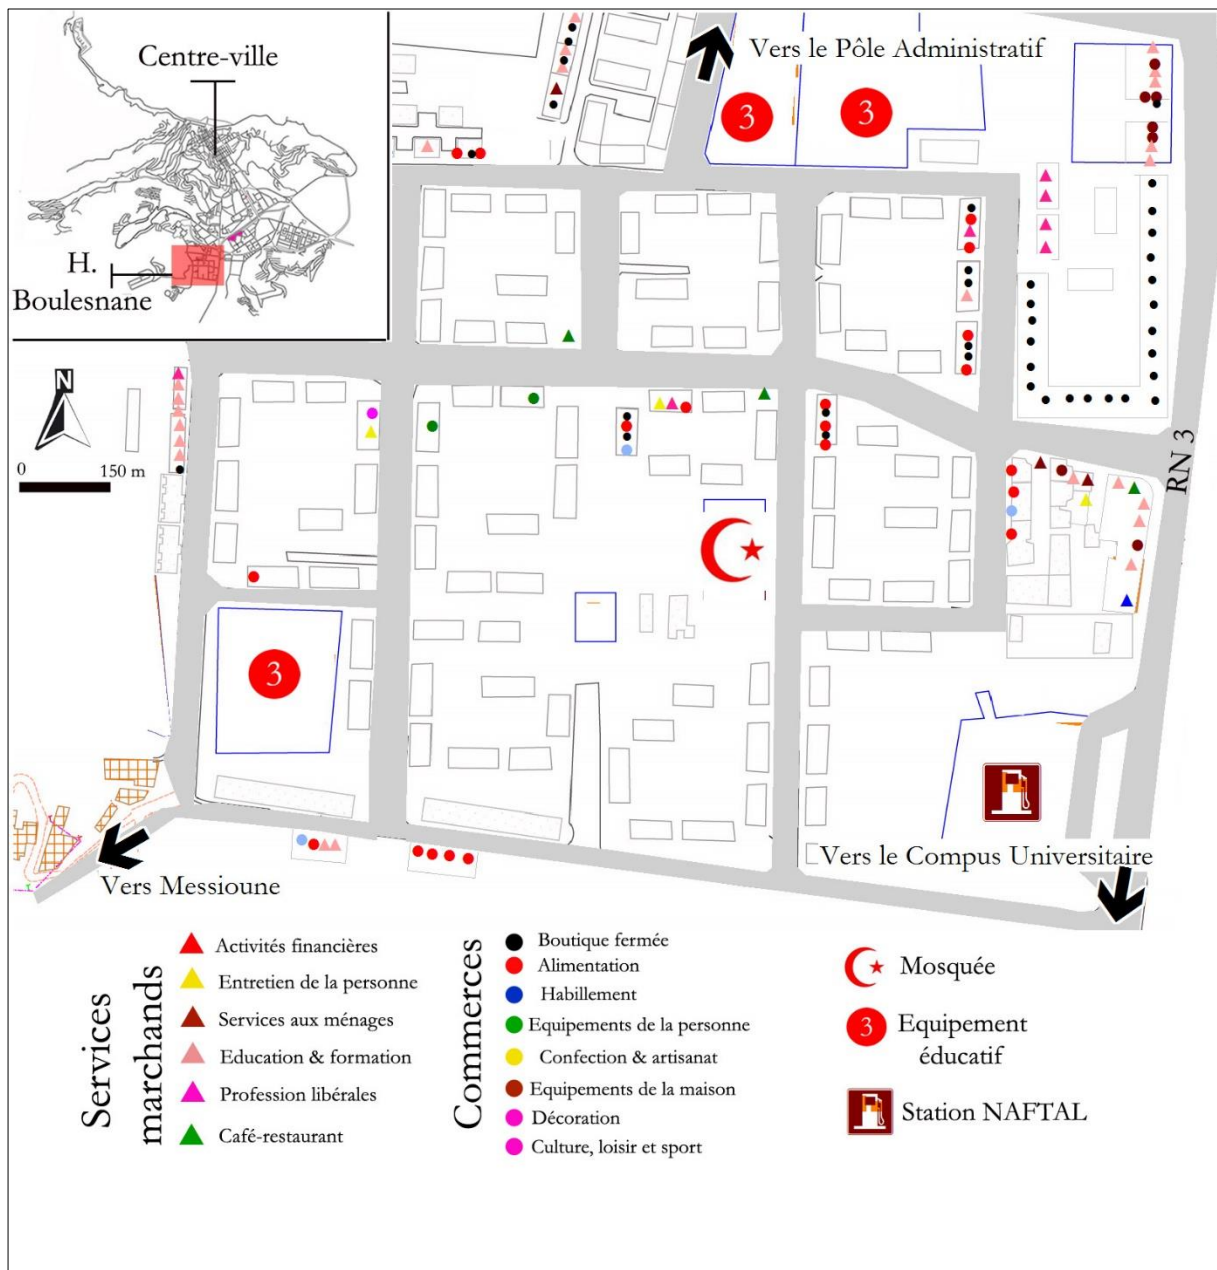 Centre-ville
H.
Boulesnane
Vers le Pôle Administratif
3
3
N
0 150 m
RN 3
3
Vers Messioune
Vers le Compus Universitaire
Services
marchands
Activités financières
Entretien de la personne
Services aux ménages
Education & formation
Profession libérales
Café-restaurant
Commerces
Boutique fermée
Alimentation
Habillement
Equipements de la personne
Confection & artisanat
Equipements de la maison
Décoration
Culture, loisir et sport
Mosquée
3 Equipement
éducatif
Station NAFTAL